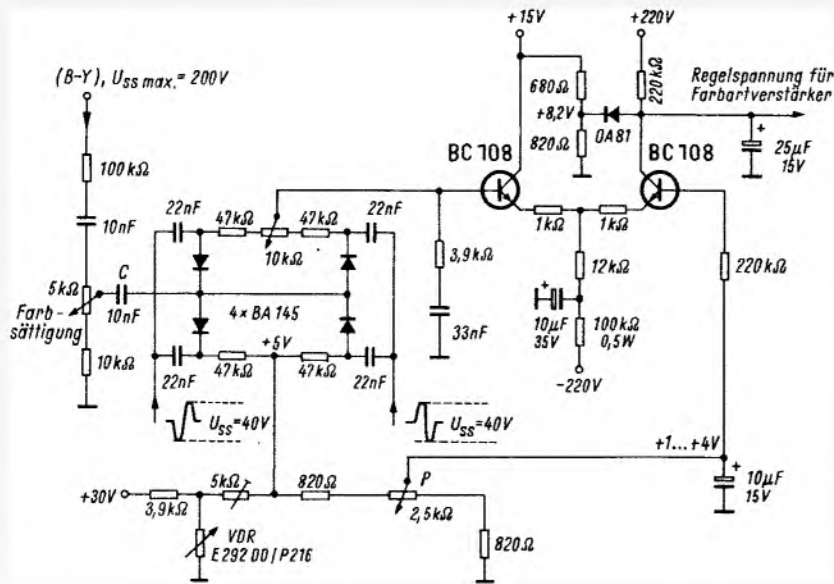 +15V
+220V
(B-Y), Uss max. = 200V
680Ω
220kΩ
Regelspannung für
Farbartverstärker
+8,2V
OA81
820Ω
+
25µF
15V
BC 108
BC 108
100kΩ
10nF
22nF
47kΩ
47kΩ
22nF
10kΩ
1kΩ
1kΩ
3,9kΩ
12kΩ
220kΩ
5kΩ
C
Farb-
sättigung
10nF
4 x BA 145
33nF
+
10µF
35V
100kΩ
0,5W
10kΩ
+5V
22nF
47kΩ
47kΩ
22nF
-220V
Uss=40V
Uss=40V
+1...+4V
+
10µF
15V
+30V
3,9kΩ
5kΩ
820Ω
P
2,5kΩ
820Ω
VDR
E292 DD/P216